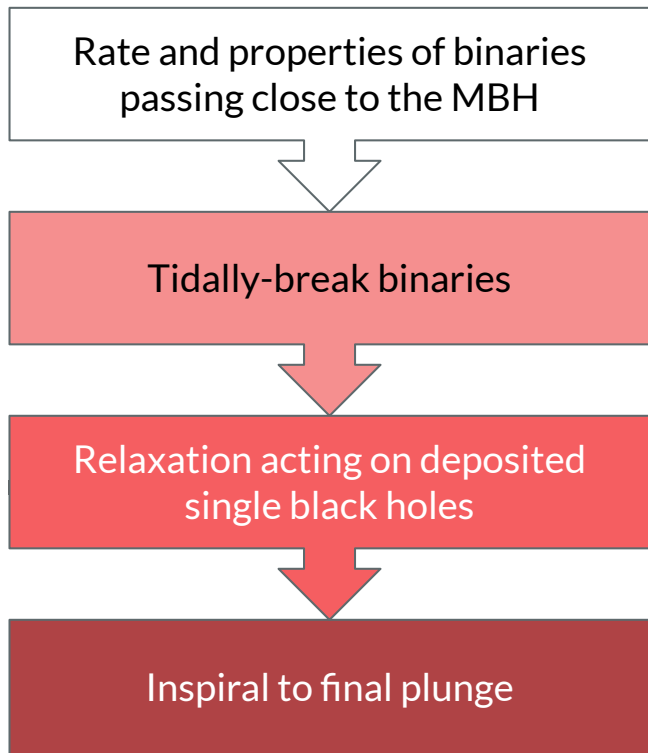 Rate and properties of binaries
passing close to the MBH
Tidally-break binaries
Relaxation acting on deposited
single black holes
Inspiral to final plunge